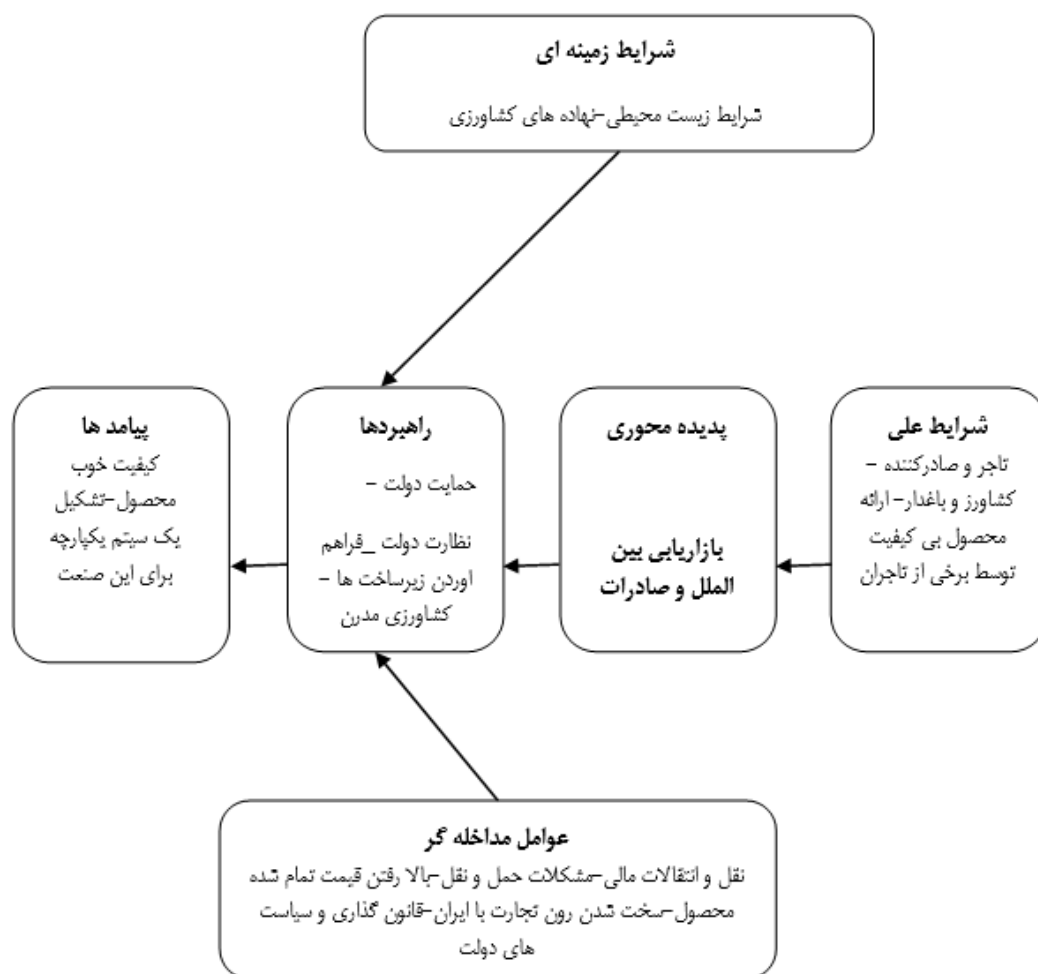 شرایط زمینه ای
شرایط زیست محیطی-نهاده های کشاورزی
شرایط علی
تاجر و صادرکننده -
کشاورز و باغدار- ارائه
محصول بی کیفیت
توسط برخی از تاجران
پدیده محوری
بازاریابی بین
الملل و صادرات
راهبردها
حمایت دولت -
نظارت دولت _فراهم
اوردن زیرساخت ها -
کشاورزی مدرن
پیامد ها
کیفیت خوب
محصول-تشکیل
یک سیتم یکپارچه
برای این صنعت
عوامل مداخله گر
نقل و انتقالات مالی-مشکلات حمل و نقل-بالا رفتن قیمت تمام شده
محصول-سخت شدن رون تجارت با ایران-قانون گذاری و سیاست
های دولت